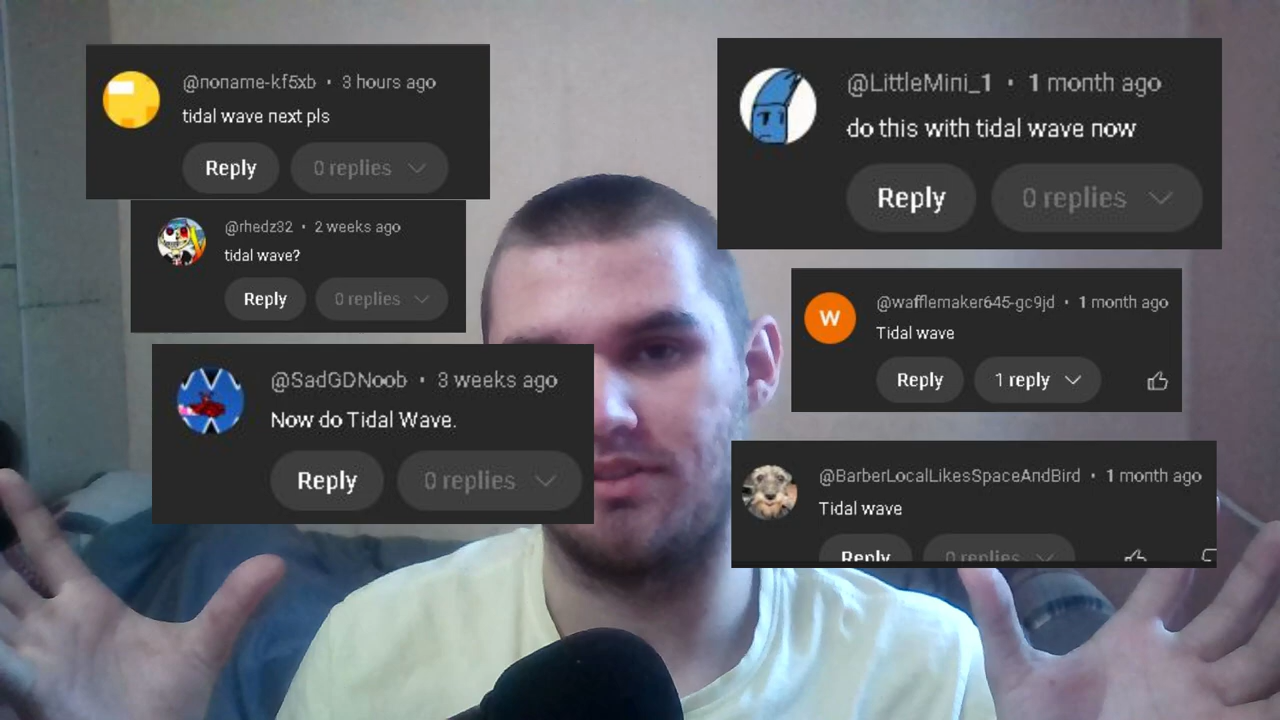 @noname-kf5xb • 3 hours ago
tidal wave next pls
Reply 0 replies
@rhedz32 • 2 weeks ago
tidal wave?
Reply 0 replies
@SadGDNoob • 3 weeks ago
Now do Tidal Wave.
Reply 0 replies
@LittleMini_1 • 1 month ago
do this with tidal wave now
Reply 0 replies
W
@wafflemaker645-gc9jd • 1 month ago
Tidal wave
Reply 1 reply
@BarberLocalLikesSpaceAndBird • 1 month ago
Tidal wave
Reply 0 replies